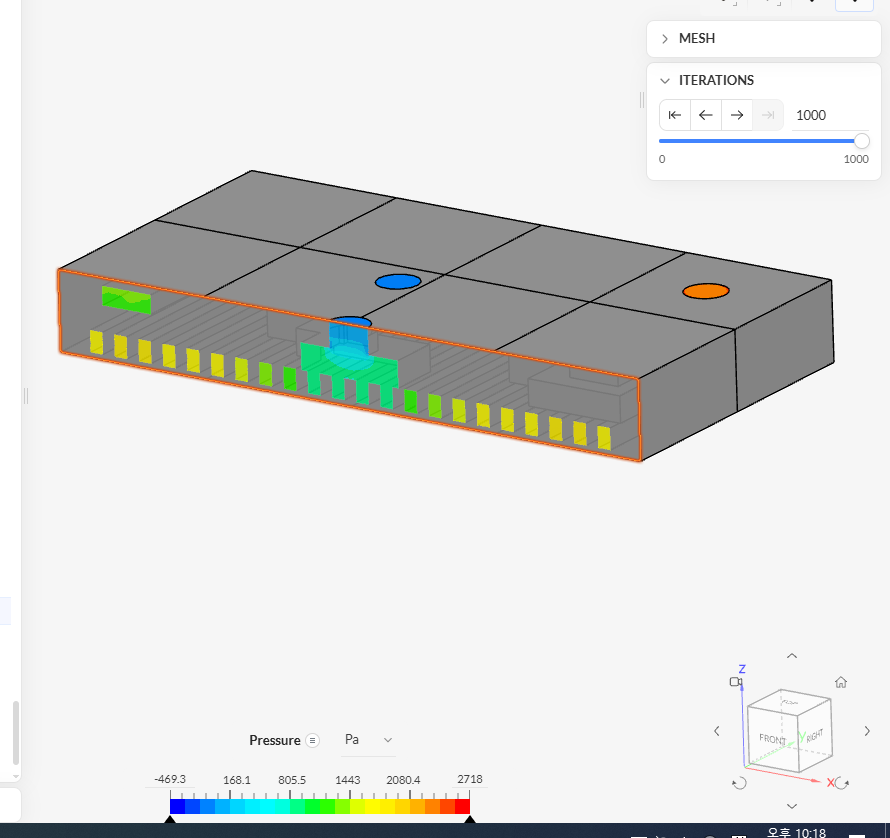 MESH
ITERATIONS
1000
0 1000
Z
FRONT
RIGHT
Y
X
Pressure Pa
-469.3 168.1 805.5 1443 2080.4 2718
오후 10:18